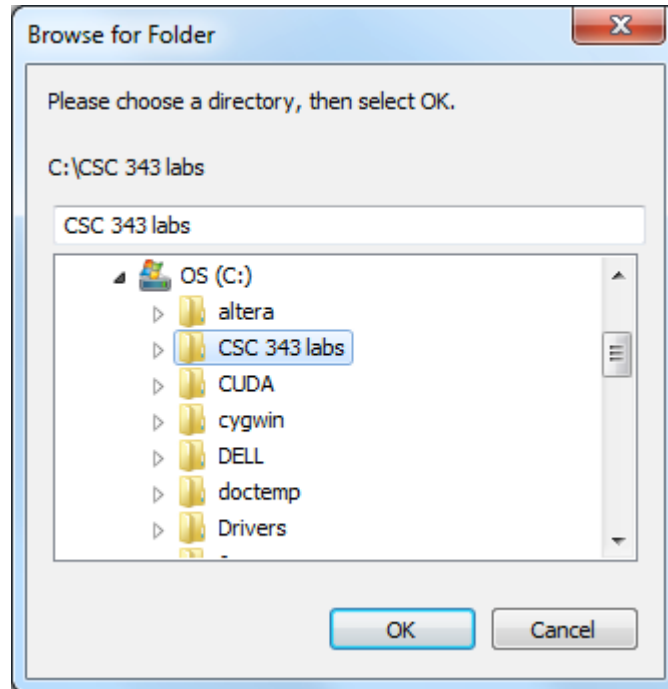 Browse for Folder
Please choose a directory, then select OK.
C:\CSC 343 labs
CSC 343 labs
OS (C:)
altera
CSC 343 labs
CUDA
cygwin
DELL
doctemp
Drivers
OK Cancel